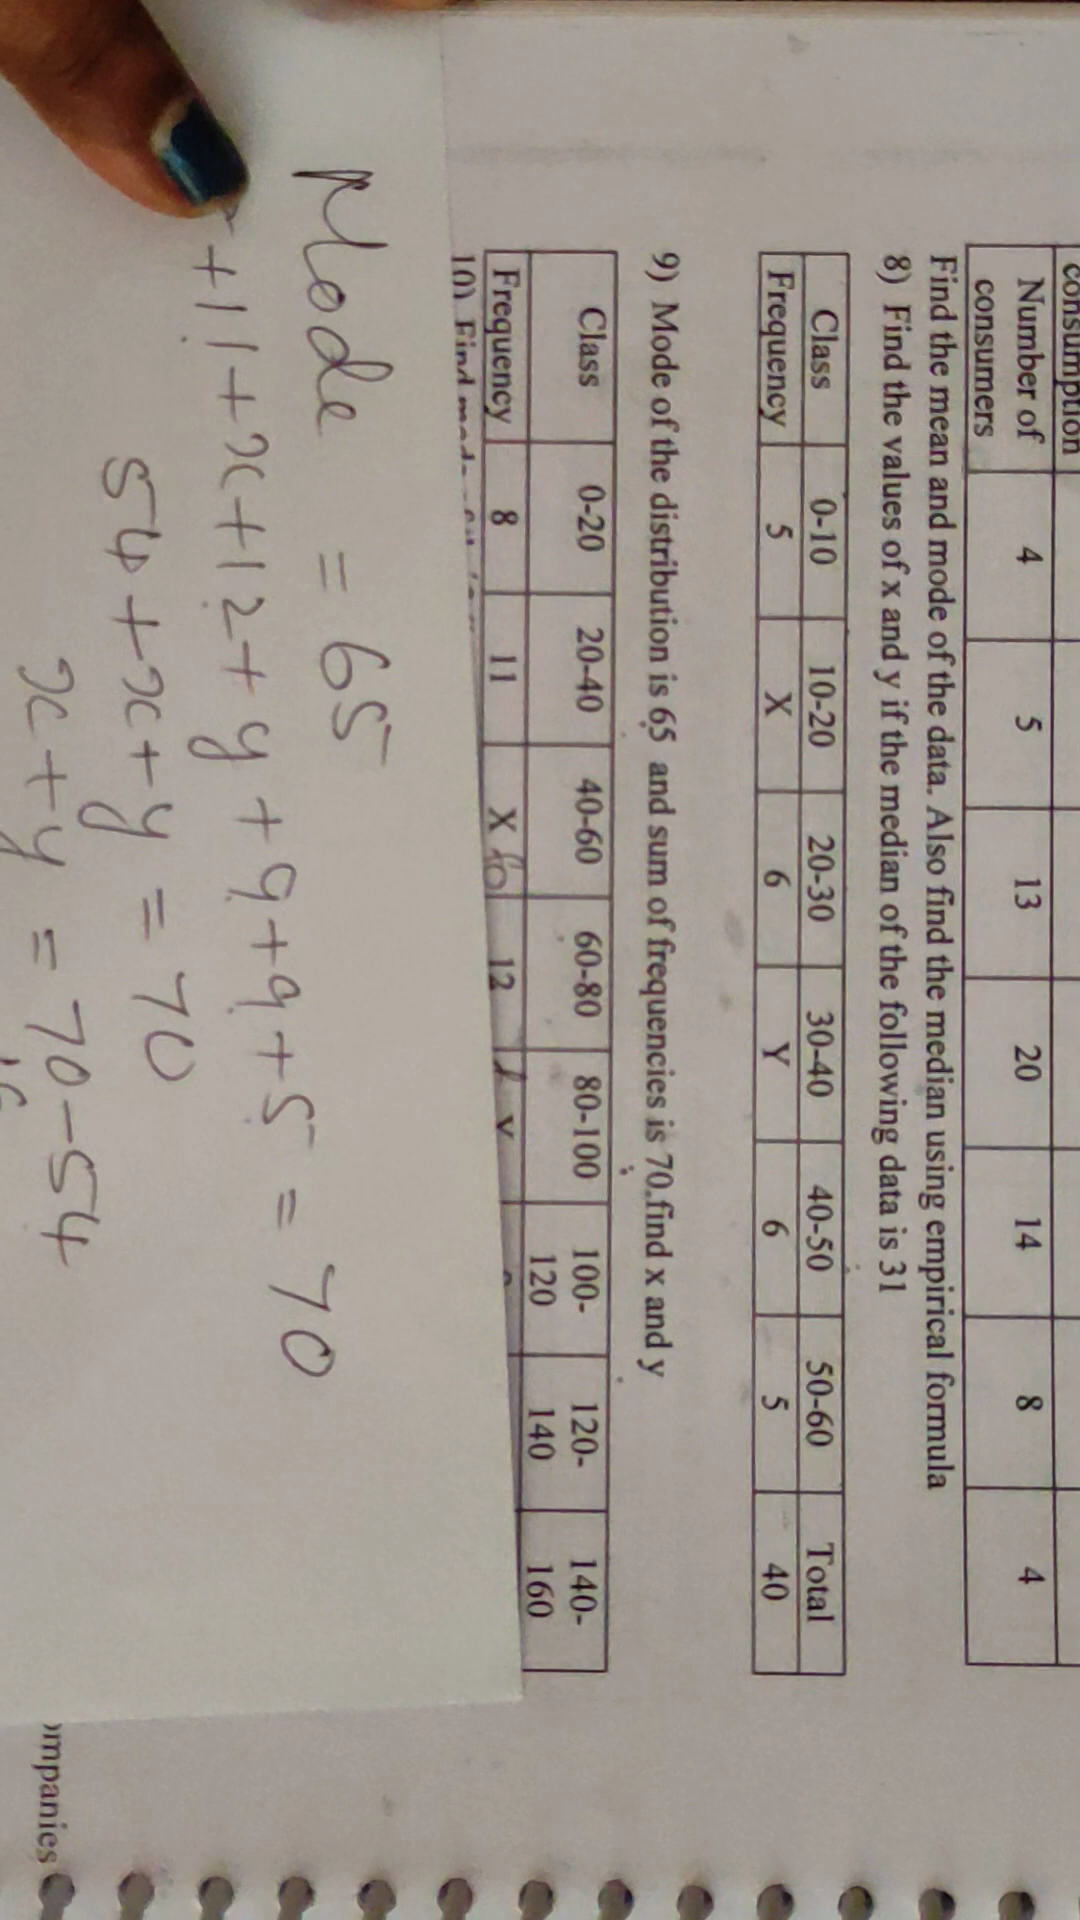 consumption
Number of consumers 4 5 13 20 14 8 4
Find the mean and mode of the data. Also find the median using empirical formula
8) Find the values of x and y if the median of the following data is 31
Class 0-10 10-20 20-30 30-40 40-50 50-60 Total
Frequency 5 X 6 Y 6 5 40
9) Mode of the distribution is 65 and sum of frequencies is 70.find x and y
Class 0-20 20-40 40-60 60-80 80-100 100-120 120-140 140-160
Frequency 8 11 X 12
10) Find
Mode = 65
+11+x+12+y+9+9+5=70
54+x+y=70
x+y=70-54
ompanies